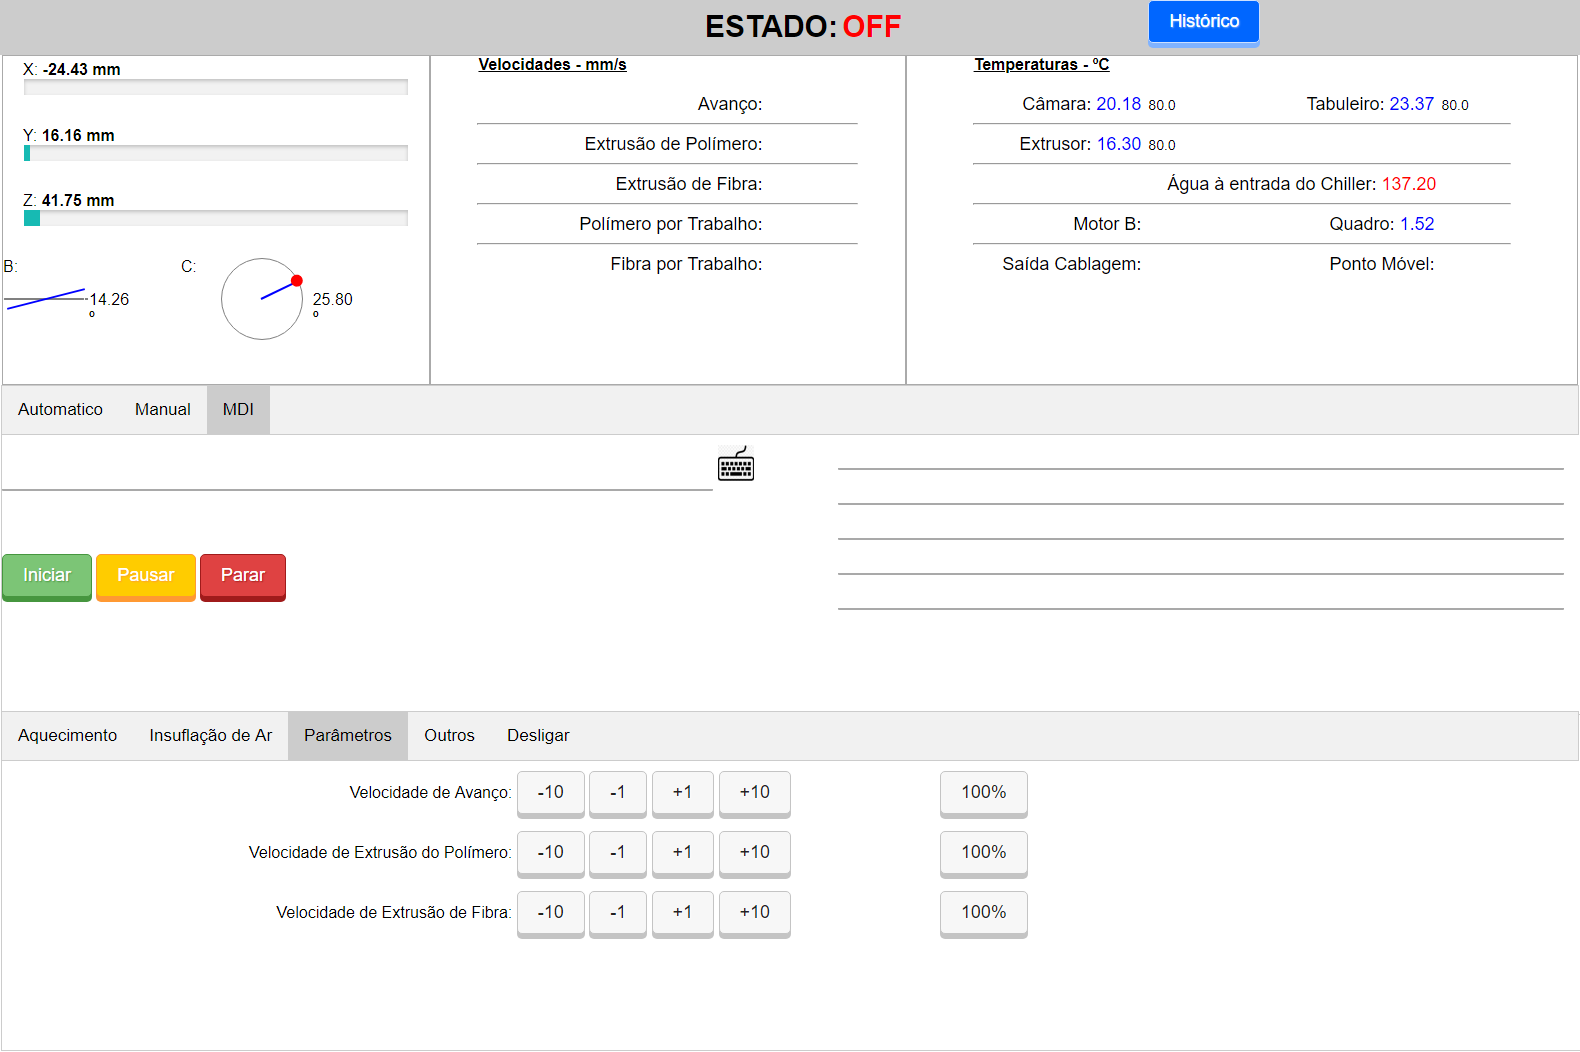 ESTADO: OFF
Histórico
X: -24.43 mm
Y: 16.16 mm
Z: 41.75 mm
B:
14.26
º
C:
25.80
º
Velocidades - mm/s
Avanço:
Extrusão de Polímero:
Extrusão de Fibra:
Polímero por Trabalho:
Fibra por Trabalho:
Temperaturas - ºC
Câmara: 20.18 80.0 Tabuleiro: 23.37 80.0
Extrusor: 16.30 80.0
Água à entrada do Chiller: 137.20
Motor B: Quadro: 1.52
Saída Cablagem: Ponto Móvel:
Automatico Manual MDI
Iniciar Pausar Parar
Aquecimento Insuflação de Ar Parâmetros Outros Desligar
Velocidade de Avanço: -10 -1 +1 +10 100%
Velocidade de Extrusão do Polímero: -10 -1 +1 +10 100%
Velocidade de Extrusão de Fibra: -10 -1 +1 +10 100%